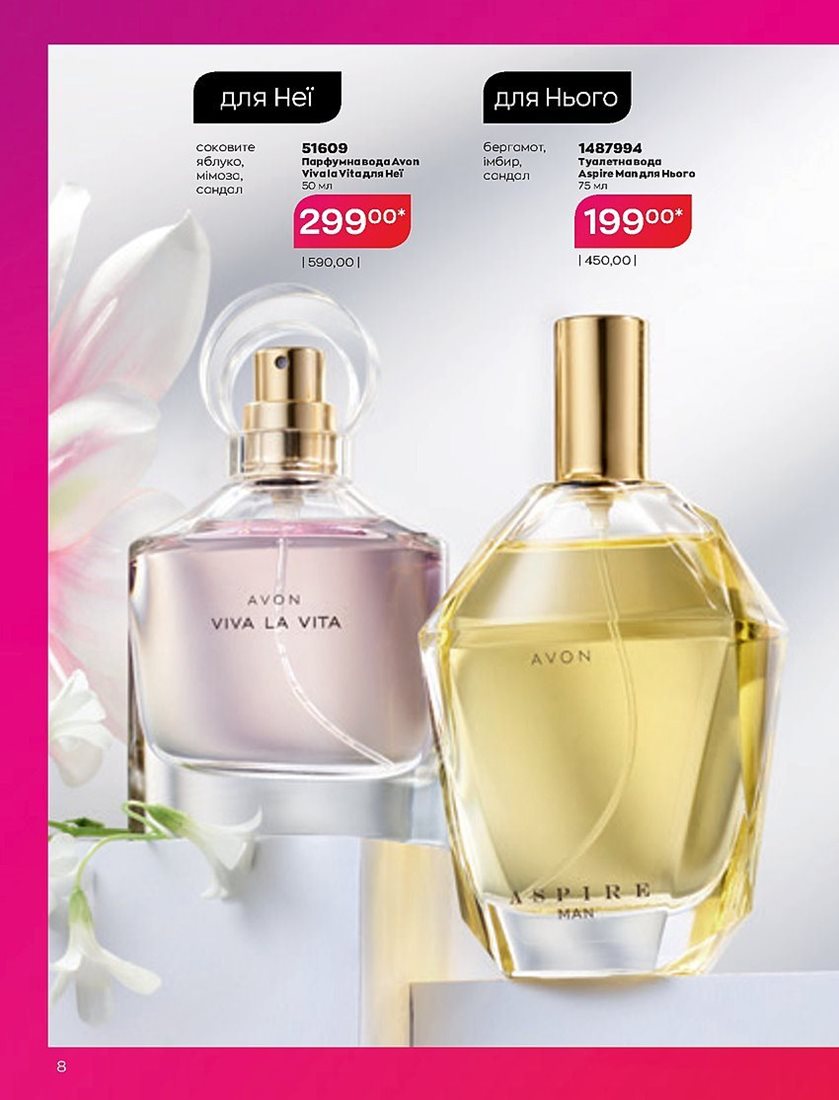 для Неї
соковите
яблуко,
мімоза,
сандал
51609
Парфумна вода Avon
Viva la Vita для Неї
50 мл
29900*
| 590,00 |
для Нього
бергамот,
імбир,
сандал
1487994
Туалетна вода
Aspire Man для Нього
75 мл
19900*
| 450,00 |
AVON
VIVA LA VITA
AVON
ASPIRE
MAN
8